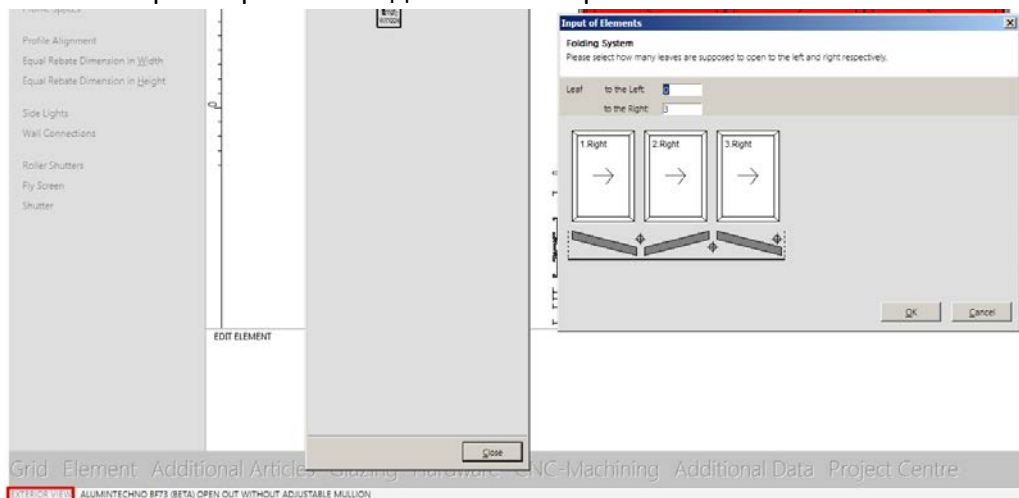 Profile Alignment
Equal Rebate Dimension in Width
Equal Rebate Dimension in Height
Side Lights
Wall Connections
Roller Shutters
Fly Screen
Shutter
Window
EDIT ELEMENT
Close
Input of Elements
Folding System
Please select how many leaves are supposed to open to the left and right respectively.
Leaf to the Left: 0
to the Right: 3
1.Right 2.Right 3.Right
OK Cancel
Grid Element Additional Articles Glazing Hardware CNC-Machining Additional Data Project Centre
EXTERIOR VIEW ALUMINTECHNO BF73 (BETA) OPEN OUT WITHOUT ADJUSTABLE MULLION